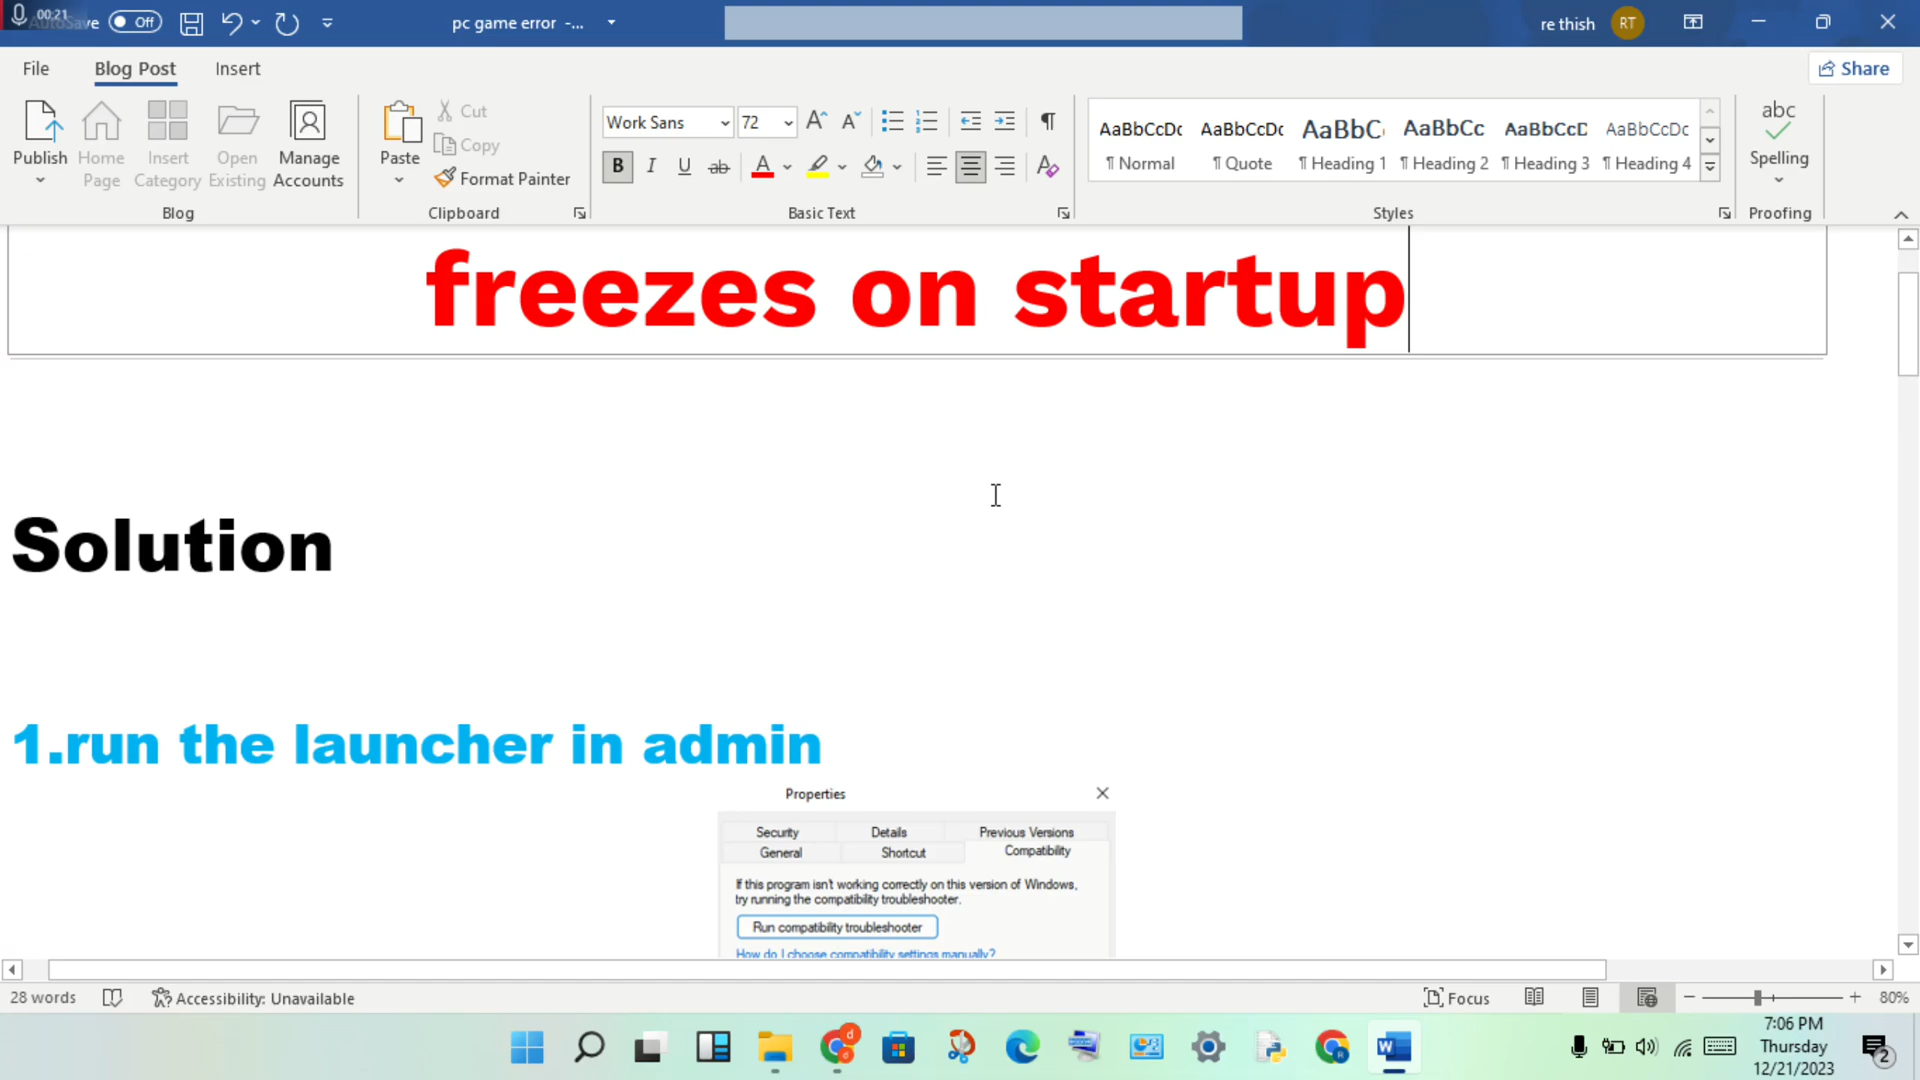 00:21
AutoSave
Off
pc game error -...
re thish
RT
File
Blog Post
Insert
Share
Publish
Home Page
Insert Category
Open Existing
Manage Accounts
Blog
Paste
Cut
Copy
Format Painter
Clipboard
Work Sans
72
B I U ab
A
Basic Text
AaBbCcDc
¶ Normal
AaBbCcDc
¶ Quote
AaBbC
¶ Heading 1
AaBbCc
¶ Heading 2
AaBbCcD
¶ Heading 3
AaBbCcDc
¶ Heading 4
Styles
abc
Spelling
Proofing
freezes on startup
Solution
1.run the launcher in admin
Properties
Security
Details
Previous Versions
General
Shortcut
Compatibility
If this program isn't working correctly on this version of Windows,
try running the compatibility troubleshooter.
Run compatibility troubleshooter
How do I choose compatibility settings manually?
28 words
Accessibility: Unavailable
Focus
80%
7:06 PM
Thursday
12/21/2023
2